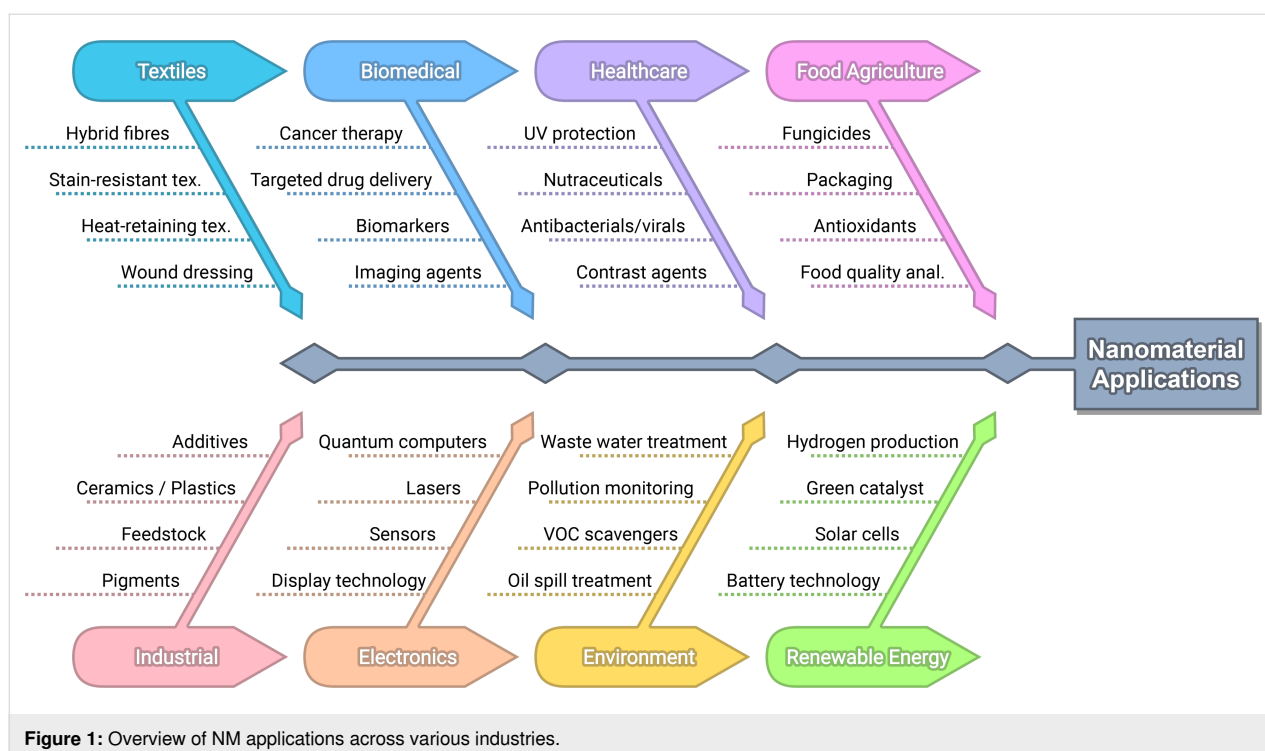 Textiles
Biomedical
Healthcare
Food Agriculture
Hybrid fibres
Stain-resistant tex.
Heat-retaining tex.
Wound dressing
Cancer therapy
Targeted drug delivery
Biomarkers
Imaging agents
UV protection
Nutraceuticals
Antibacterials/virals
Contrast agents
Fungicides
Packaging
Antioxidants
Food quality anal.
Nanomaterial
Applications
Additives
Ceramics / Plastics
Feedstock
Pigments
Quantum computers
Lasers
Sensors
Display technology
Waste water treatment
Pollution monitoring
VOC scavengers
Oil spill treatment
Hydrogen production
Green catalyst
Solar cells
Battery technology
Industrial
Electronics
Environment
Renewable Energy
Figure 1: Overview of NM applications across various industries.